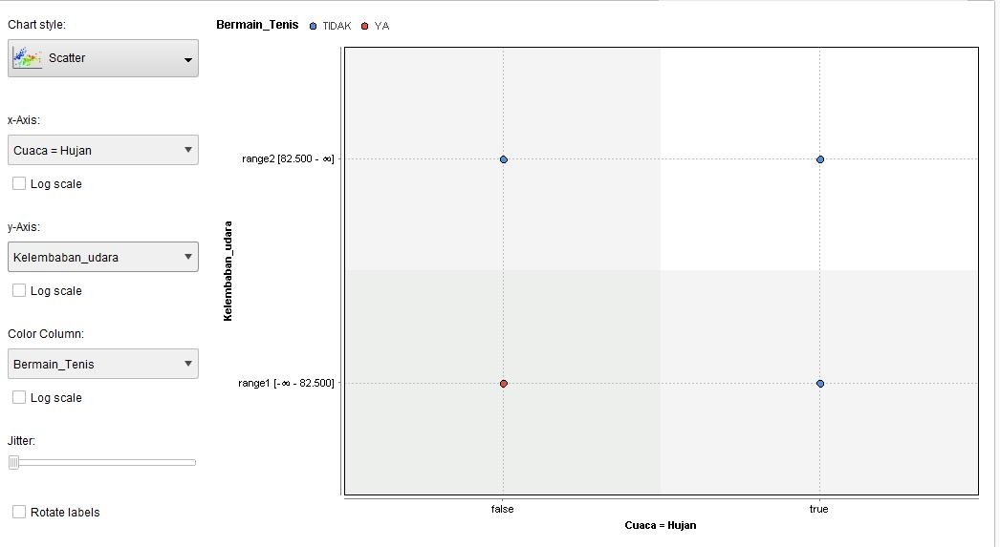 Chart style:
Scatter
x-Axis:
Cuaca = Hujan
Log scale
y-Axis:
Kelembaban_udara
Log scale
Color Column:
Bermain_Tenis
Log scale
Jitter:
Rotate labels
Bermain_Tenis TIDAK YA
range2 [82.500 - ∞]
Kelembaban_udara
range1 [-∞ - 82.500]
false true
Cuaca = Hujan